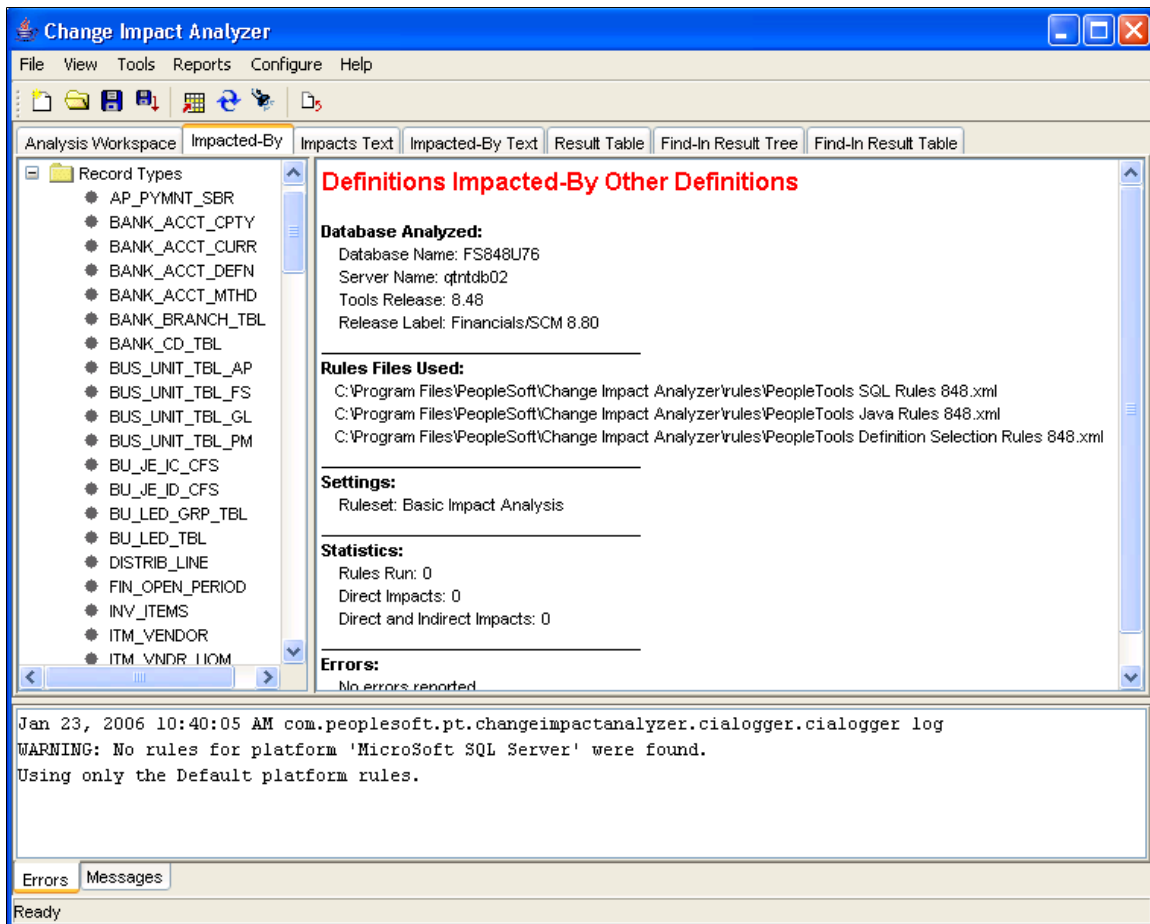 Change Impact Analyzer
File View Tools Reports Configure Help
Analysis Workspace Impacted-By Impacts Text Impacted-By Text Result Table Find-In Result Tree Find-In Result Table
Record Types
AP_PYMNT_SBR
BANK_ACCT_CPTY
BANK_ACCT_CURR
BANK_ACCT_DEFN
BANK_ACCT_MTHD
BANK_BRANCH_TBL
BANK_CD_TBL
BUS_UNIT_TBL_AP
BUS_UNIT_TBL_FS
BUS_UNIT_TBL_GL
BUS_UNIT_TBL_PM
BU_JE_IC_CFS
BU_JE_ID_CFS
BU_LED_GRP_TBL
BU_LED_TBL
DISTRIB_LINE
FIN_OPEN_PERIOD
INV_ITEMS
ITM_VENDOR
ITM_VNDR_UOM
Definitions Impacted-By Other Definitions
Database Analyzed:
Database Name: FS848U76
Server Name: qtntdb02
Tools Release: 8.48
Release Label: Financials/SCM 8.80
Rules Files Used:
C:\Program Files\PeopleSoft\Change Impact Analyzer\rules\PeopleTools SQL Rules 848.xml
C:\Program Files\PeopleSoft\Change Impact Analyzer\rules\PeopleTools Java Rules 848.xml
C:\Program Files\PeopleSoft\Change Impact Analyzer\rules\PeopleTools Definition Selection Rules 848.xml
Settings:
Ruleset: Basic Impact Analysis
Statistics:
Rules Run: 0
Direct Impacts: 0
Direct and Indirect Impacts: 0
Errors:
No errors reported
Jan 23, 2006 10:40:05 AM com.peoplesoft.pt.changeimpactanalyzer.cialogger.cialogger log
WARNING: No rules for platform 'MicroSoft SQL Server' were found.
Using only the Default platform rules.
Errors Messages
Ready